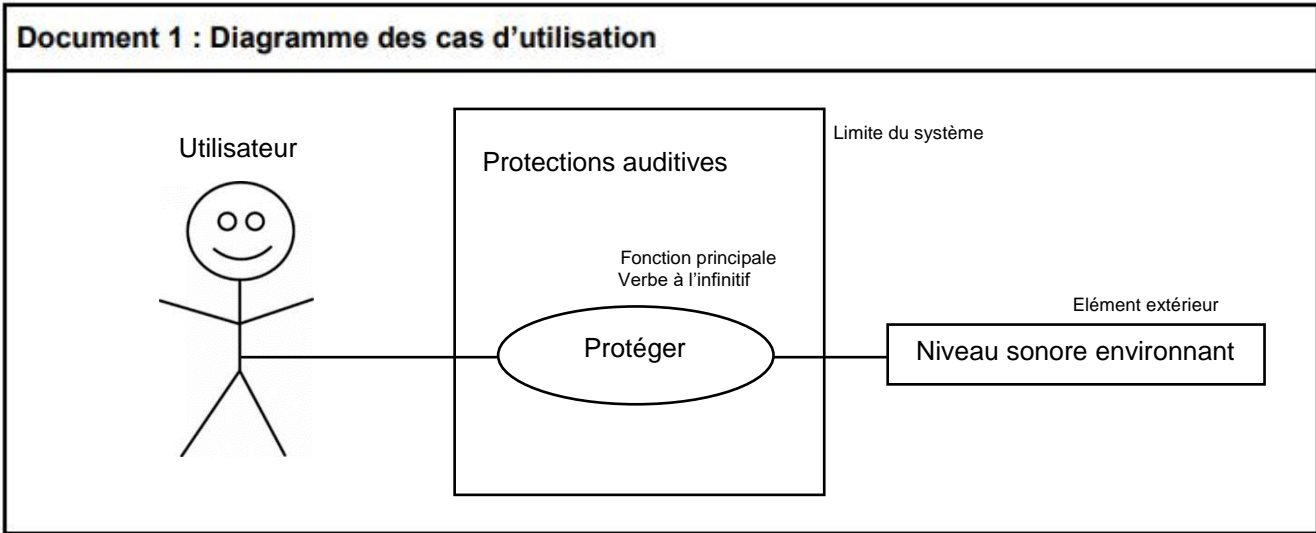 Document 1 : Diagramme des cas d'utilisation
Utilisateur
Protections auditives
Limite du système
Fonction principale
Verbe à l'infinitif
Protéger
Elément extérieur
Niveau sonore environnant